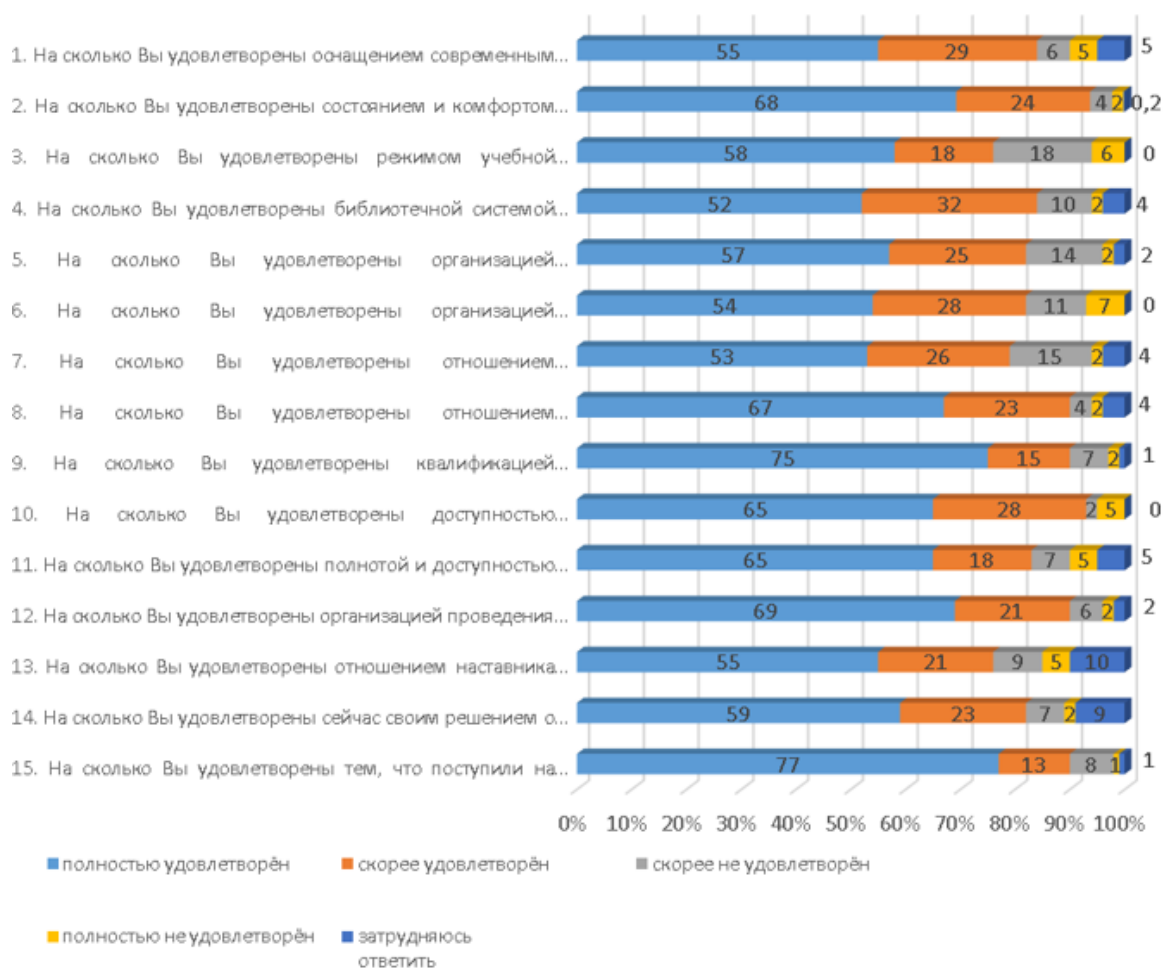 1. На сколько Вы удовлетворены оснащением современным...
55 29 6 5 5
2. На сколько Вы удовлетворены состоянием и комфортом...
68 24 4 2 0,2
3. На сколько Вы удовлетворены режимом учебной...
58 18 18 6 0
4. На сколько Вы удовлетворены библиотечной системой...
52 32 10 2 4
5. На сколько Вы удовлетворены организацией...
57 25 14 2 2
6. На сколько Вы удовлетворены организацией...
54 28 11 7 0
7. На сколько Вы удовлетворены отношением...
53 26 15 2 4
8. На сколько Вы удовлетворены отношением...
67 23 4 2 4
9. На сколько Вы удовлетворены квалификацией...
75 15 7 2 1
10. На сколько Вы удовлетворены доступностью...
65 28 2 5 0
11. На сколько Вы удовлетворены полнотой и доступностью...
65 18 7 5 5
12. На сколько Вы удовлетворены организацией проведения...
69 21 6 2 2
13. На сколько Вы удовлетворены отношением наставника...
55 21 9 5 10
14. На сколько Вы удовлетворены сейчас своим решением о...
59 23 7 2 9
15. На сколько Вы удовлетворены тем, что поступили на...
77 13 8 1 1
0% 10% 20% 30% 40% 50% 60% 70% 80% 90% 100%
полностью удовлетворён скорее удовлетворён скорее не удовлетворён
полностью не удовлетворён затрудняюсь
ответить